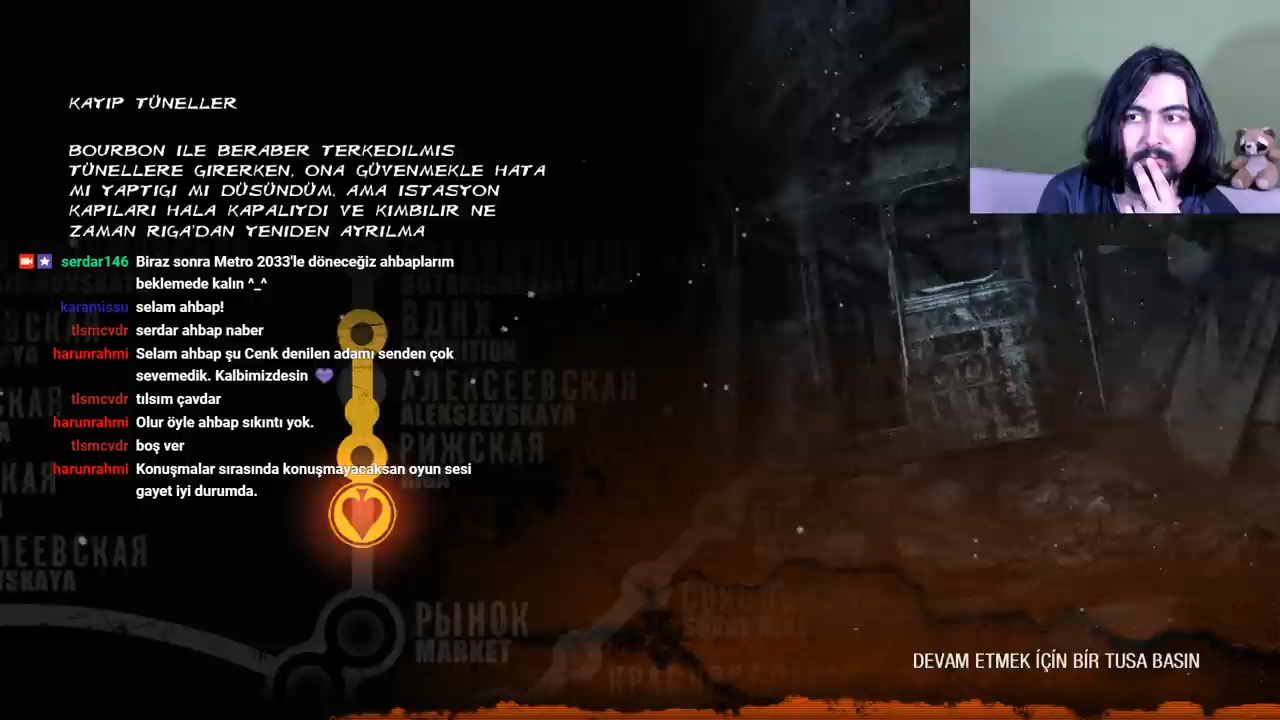 KAYIP TÜNELLER
BOURBON ILE BERABER TERKEDILMIS
TÜNELLERE GIRERKEN, ONA GÜVENMEKLE HATA
MI YAPTIGI MI DÜSÜNDÜM, AMA ISTASYON
KAPILARI HALA KAPALIYDI VE KIMBILIR NE
ZAMAN RIGA'DAN YENIDEN AYRILMA
serdar146 Biraz sonra Metro 2033'le döneceğiz ahbaplarım
beklemede kalın ^_^
karamissu selam ahbap!
tlsmcvdr serdar ahbap naber
harunrahmi Selam ahbap şu Cenk denilen adamı senden çok
sevemedik. Kalbimizdesin 💜
tlsmcvdr tılsım çavdar
harunrahmi Olur öyle ahbap sıkıntı yok.
tlsmcvdr boş ver
harunrahmi Konuşmalar sırasında konuşmayacaksan oyun sesi
gayet iyi durumda.
ВДНХ
АЛЕКСЕЕВСКАЯ
ALEKSEEVSKAYA
РИЖСКАЯ
RIGA
ЛЕЕВСКАЯ
VSKAYA
РЫНОК
MARKET
DEVAM ETMEK İÇİN BİR TUSA BASIN